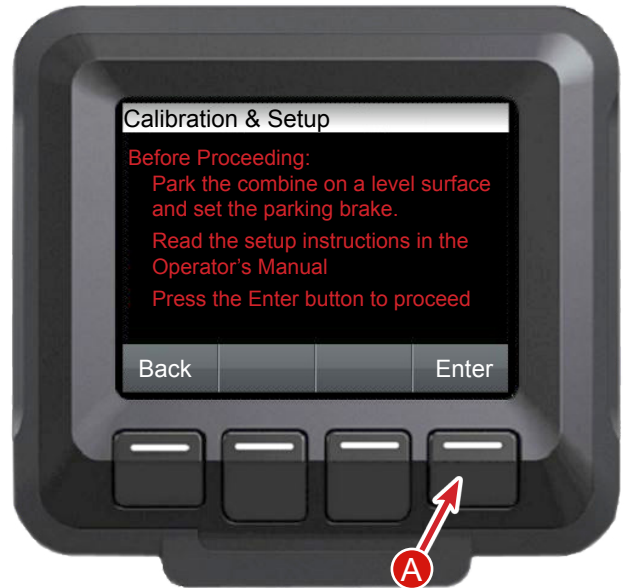 Calibration & Setup
Before Proceeding:
Park the combine on a level surface
and set the parking brake.
Read the setup instructions in the
Operator's Manual
Press the Enter button to proceed
Back
Enter
A